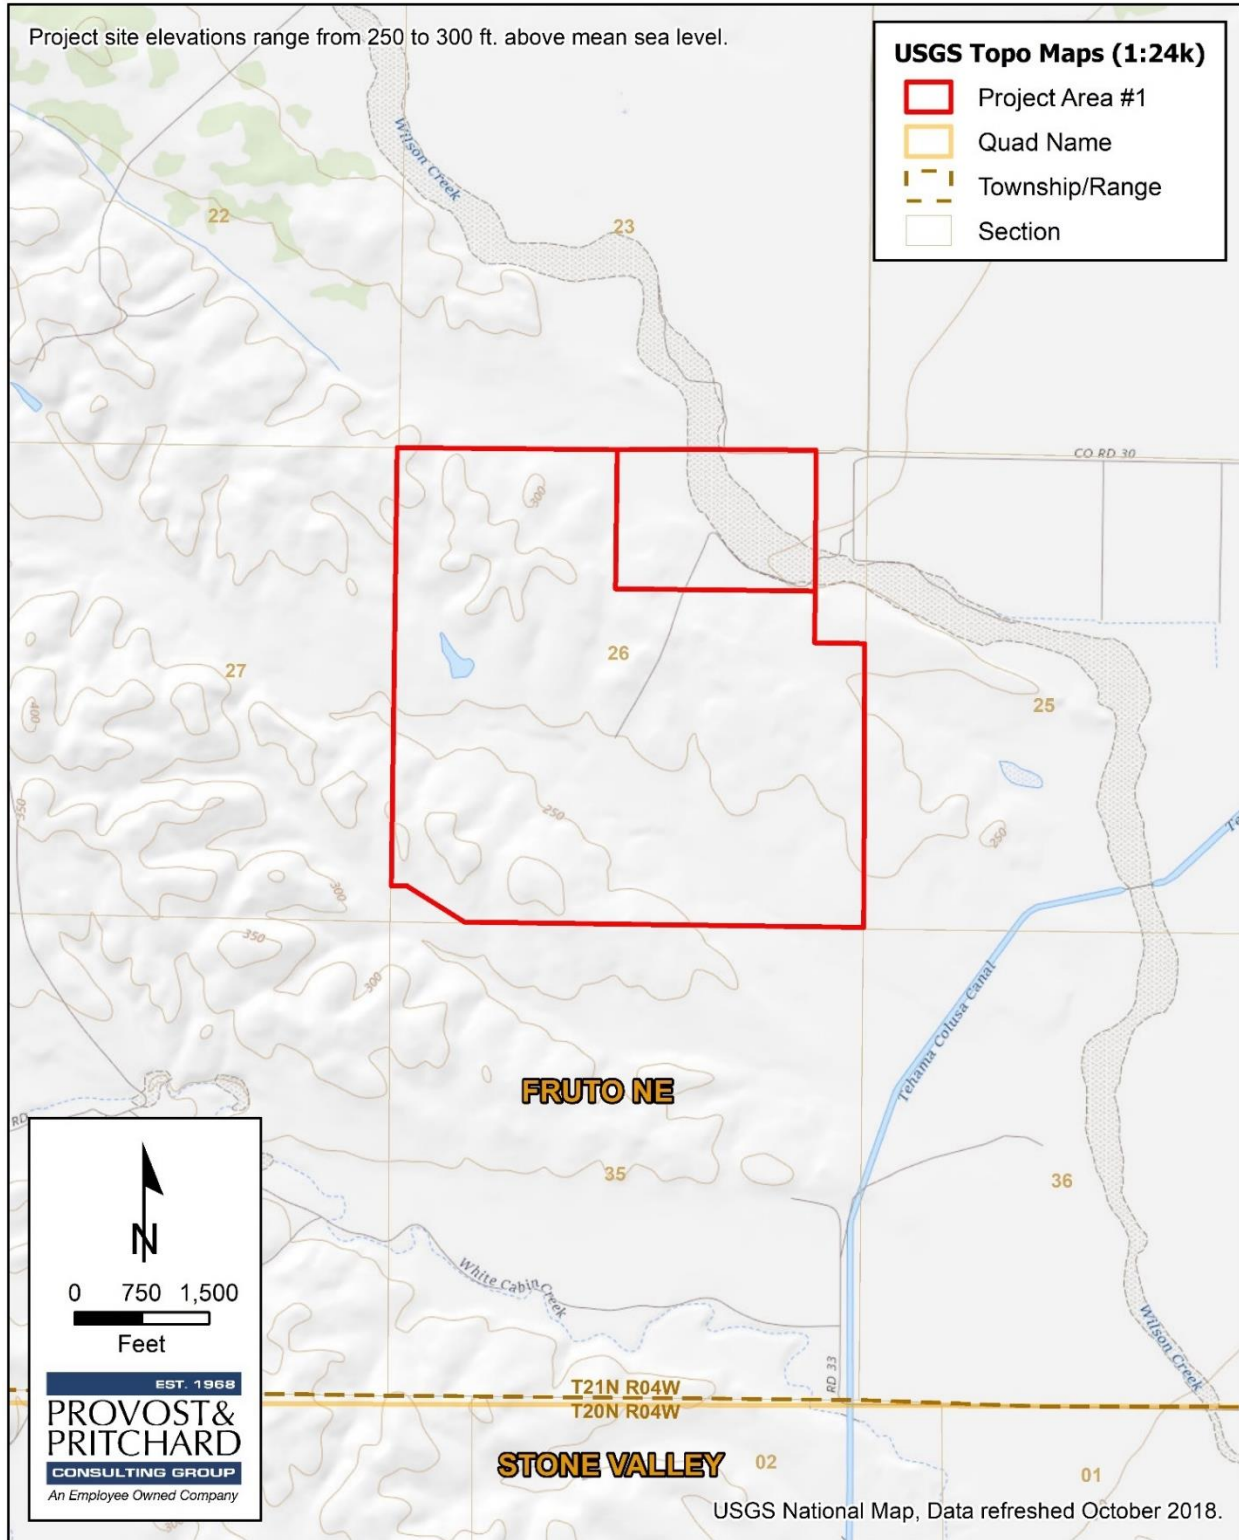 Project site elevations range from 250 to 300 ft. above mean sea level.
USGS Topo Maps (1:24k)
Project Area #1
Quad Name
Township/Range
Section
Wilson Creek
22
23
CO RD 30
300
26
27
25
400
350
250
250
300
350
300
Tehama Colusa Canal
Te
FRUTO NE
RD
35
36
White Cabin Creek
RD 33
Wilson Creek
T21N R04W
T20N R04W
STONE VALLEY
02
01
300
N
0 750 1,500
Feet
EST. 1968
PROVOST&
PRITCHARD
CONSULTING GROUP
An Employee Owned Company
USGS National Map, Data refreshed October 2018.